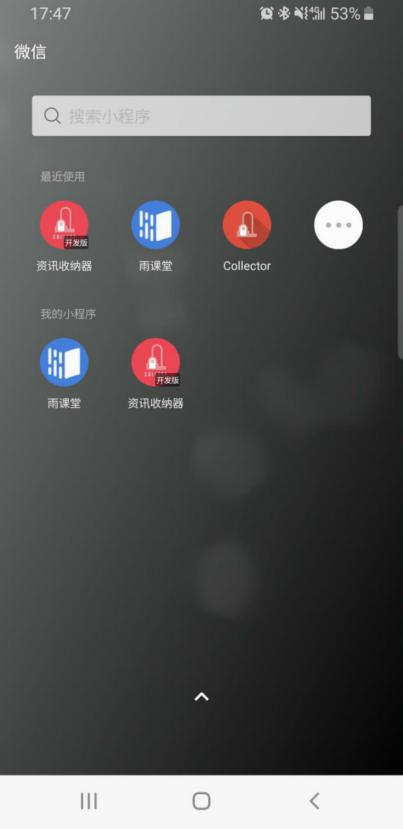 17:47
4G 53%
微信
搜索小程序
最近使用
开发版
资讯收纳器
雨课堂
Collector
我的小程序
开发版
雨课堂
资讯收纳器